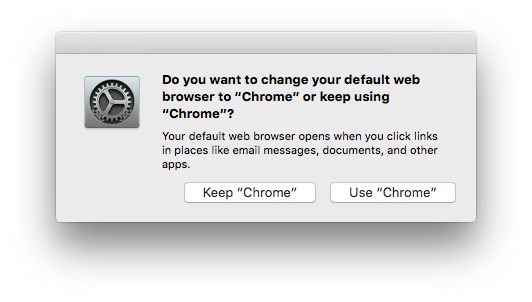 Do you want to change your default web
browser to “Chrome” or keep using
“Chrome”?
Your default web browser opens when you click links
in places like email messages, documents, and other
apps.
Keep “Chrome”
Use “Chrome”